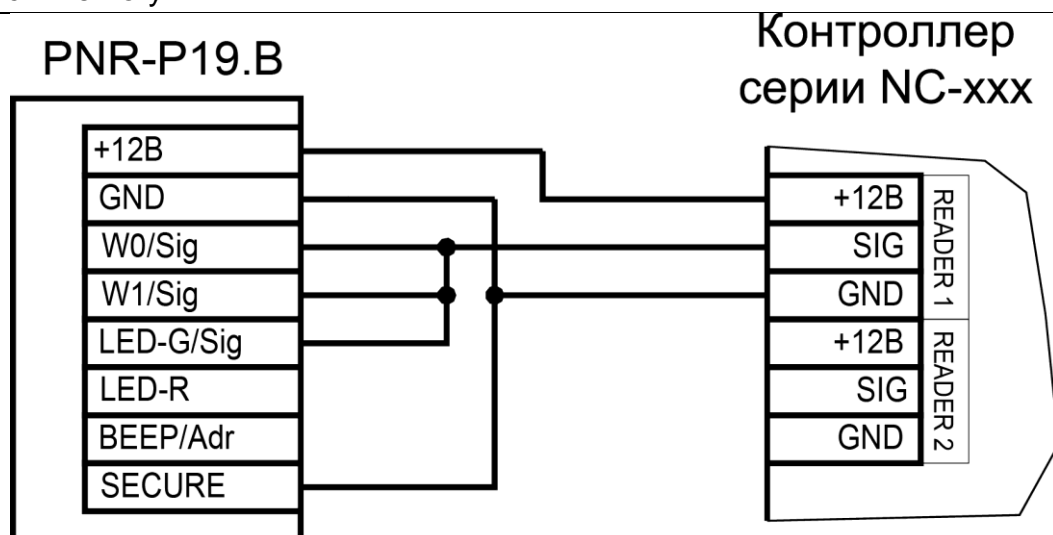 PNR-P19.B
+12В
GND
W0/Sig
W1/Sig
LED-G/Sig
LED-R
BEEP/Adr
SECURE
Контроллер
серии NC-xxx
+12В
SIG
GND
READER 1
+12В
SIG
GND
READER 2